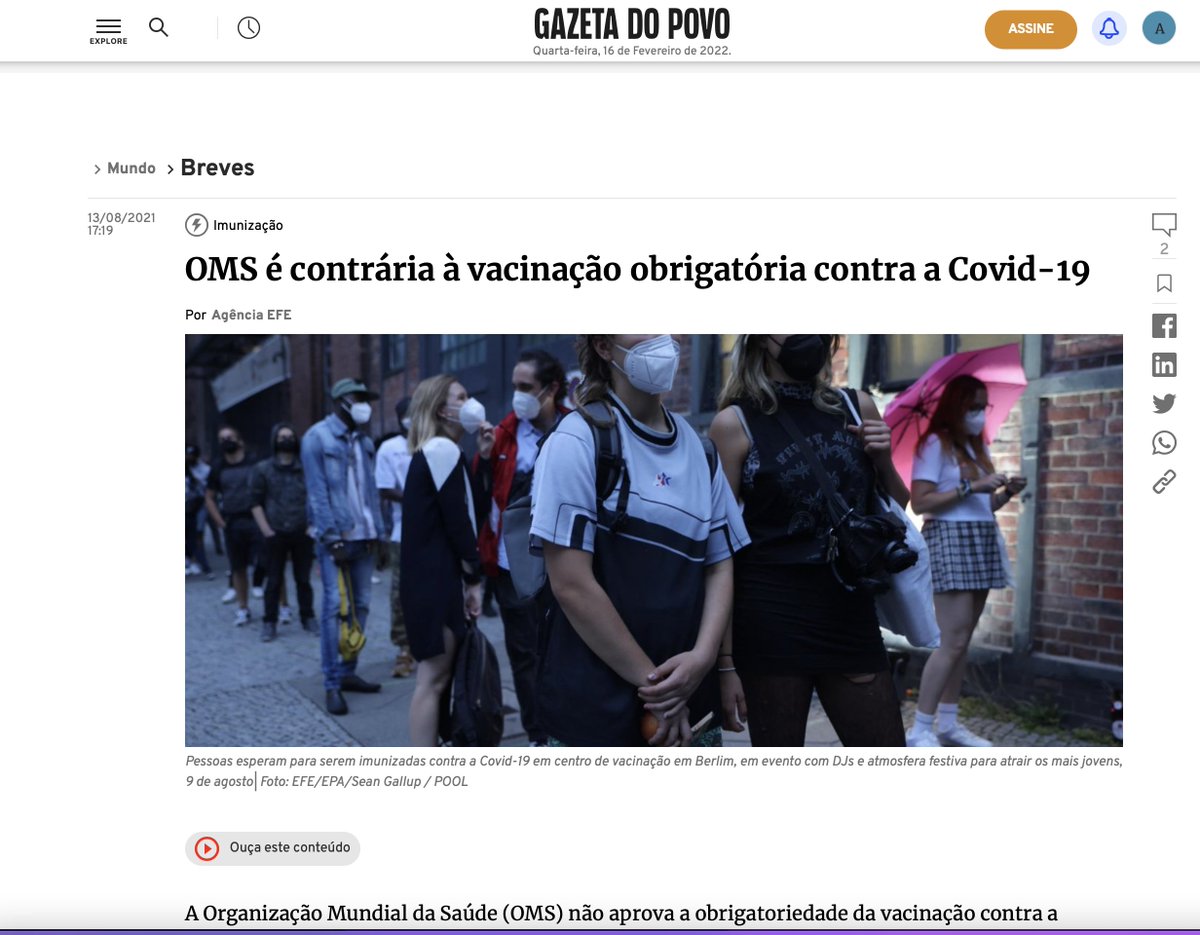 EXPLORE
GAZETA DO POVO
Quarta-feira, 16 de Fevereiro de 2022.
ASSINE
A
> Mundo > Breves
13/08/2021
17:19
Imunização
2
OMS é contrária à vacinação obrigatória contra a Covid-19
Por Agência EFE
Pessoas esperam para serem imunizadas contra a Covid-19 em centro de vacinação em Berlim, em evento com DJs e atmosfera festiva para atrair os mais jovens,
9 de agosto| Foto: EFE/EPA/Sean Gallup / POOL
Ouça este conteúdo
A Organização Mundial da Saúde (OMS) não aprova a obrigatoriedade da vacinação contra a